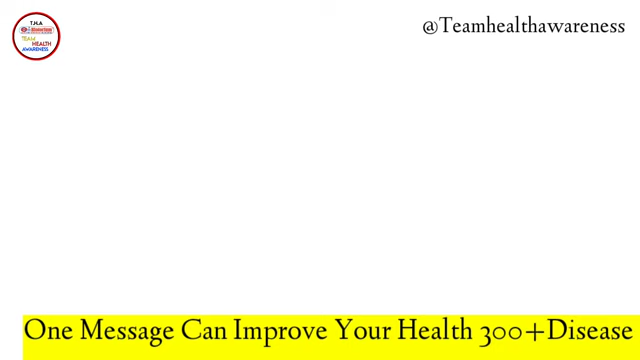 T.H.A
TEAM
HEALTH
AWARENESS
@Teamhealthawareness
One Message Can Improve Your Health 300+Disease